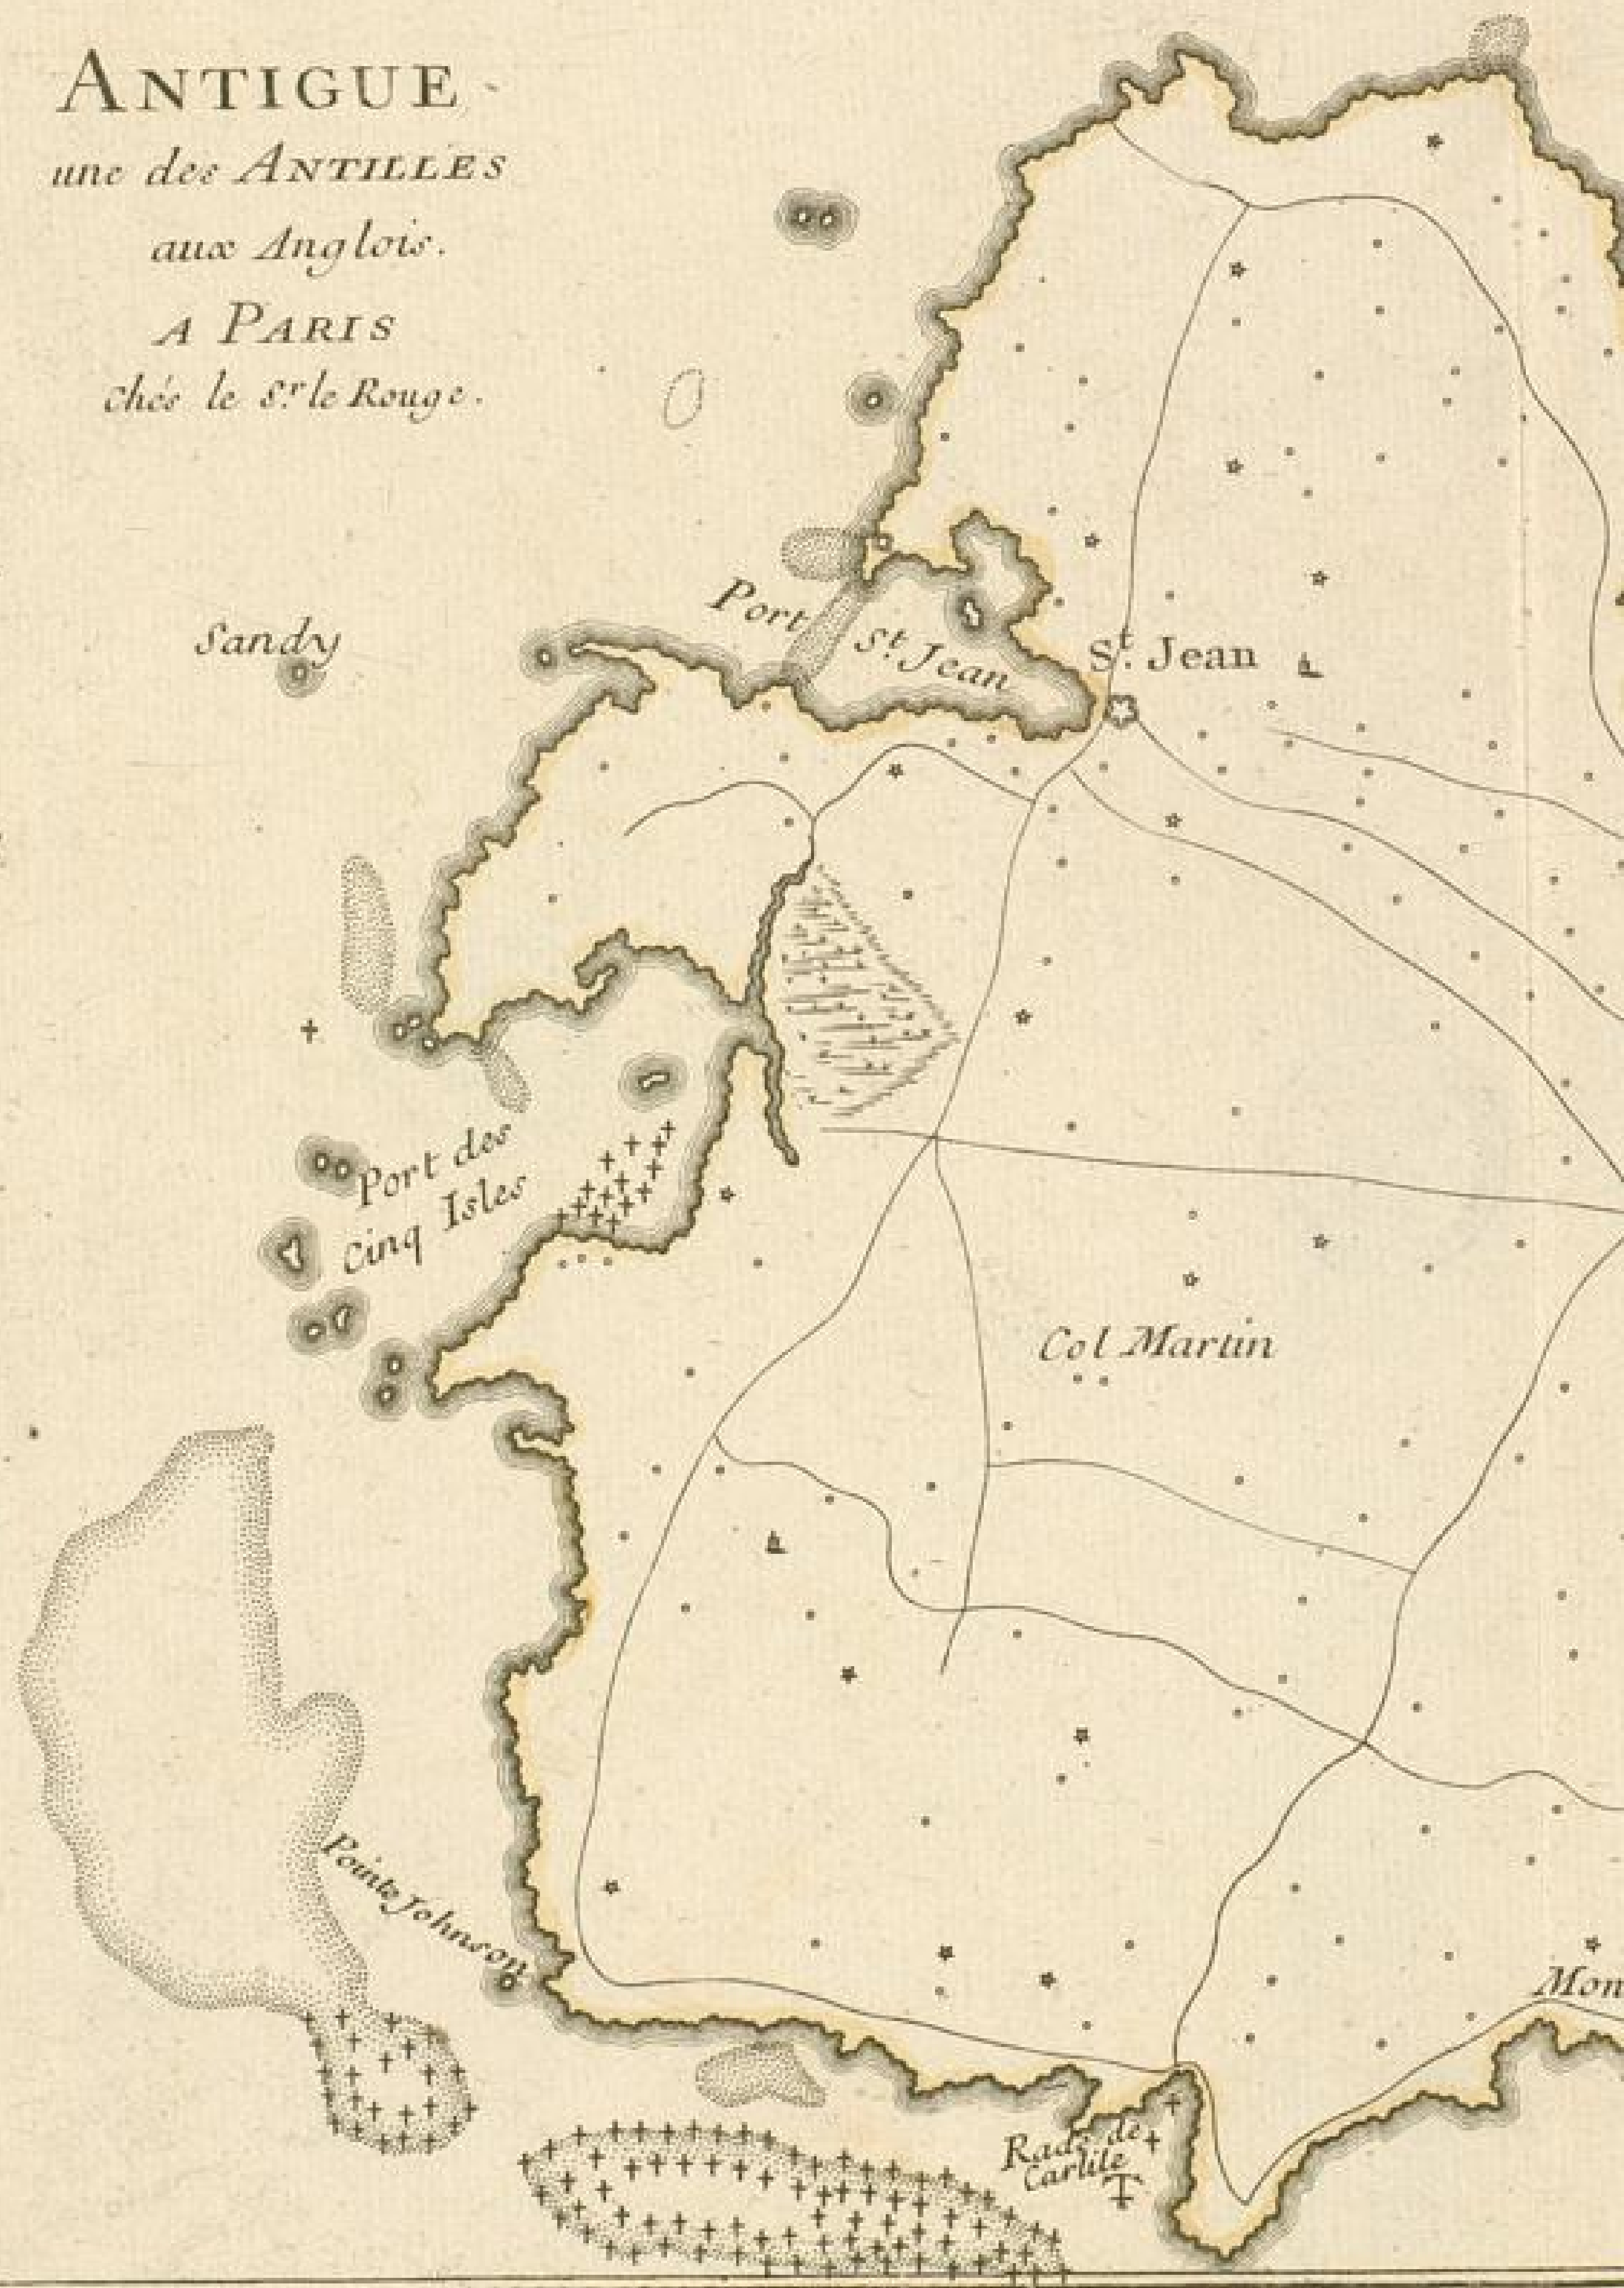 ANTIGUE
une des ANTILLES
aux Anglois.
A PARIS
chés le Sr. le Rouge.
Sandy
Port
St. Jean
St. Jean
Port des
Cinq Isles
Col Martin
Pointe Johnson
Mon
Rade de
Carlile